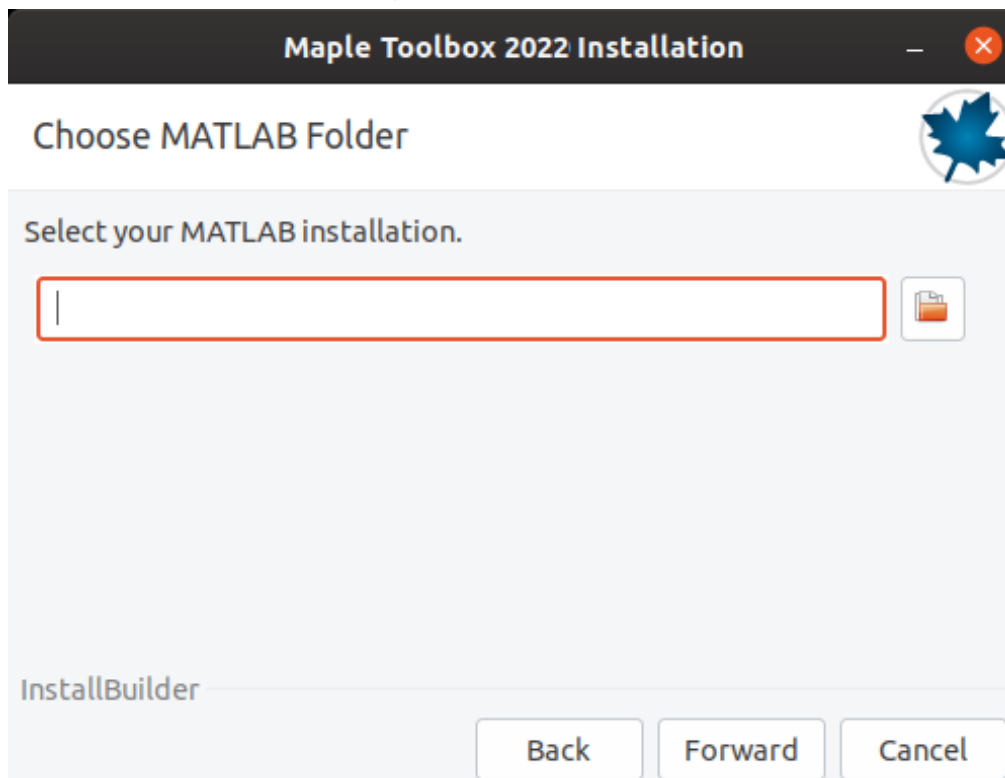 Maple Toolbox 2022 Installation
Choose MATLAB Folder
Select your MATLAB installation.
InstallBuilder
Back Forward Cancel